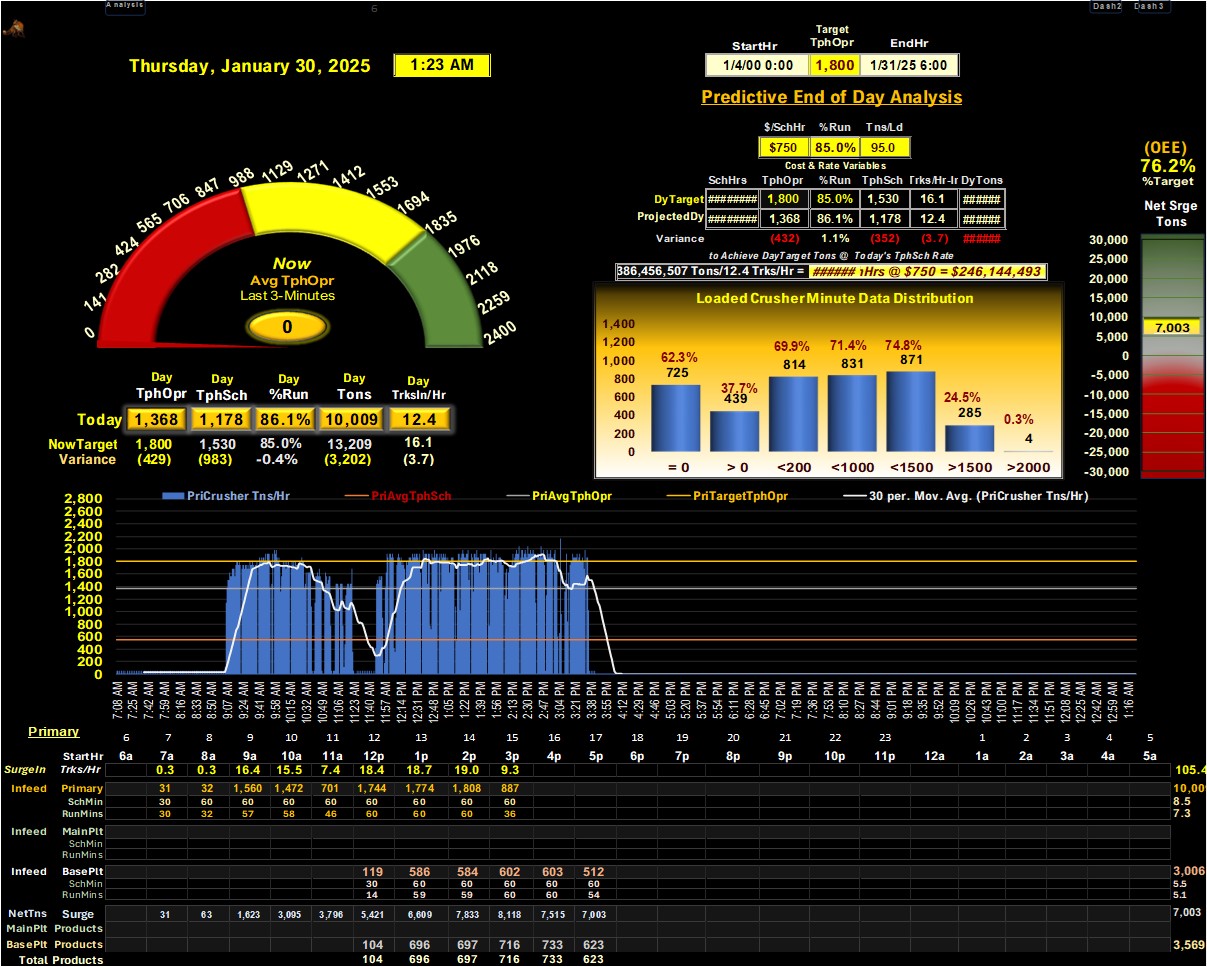 Analysis 6 Dash2 Dash3
Target
StartHr TphOpr EndHr
Thursday, January 30, 2025 1:23 AM 1/4/00 0:00 1,800 1/31/25 6:00
Predictive End of Day Analysis
$/SchHr %Run Tns/Ld
$750 85.0% 95.0
Cost & Rate Variables
SchHrs TphOpr %Run TphSch Trks/Hr-Ir DyTons
DyTarget ######## 1,800 85.0% 1,530 16.1 ######
ProjectedDy ######## 1,368 86.1% 1,178 12.4 ######
Variance (432) 1.1% (352) (3.7) ######
to Achieve DayTarget Tons @ Today's TphSch Rate
386,456,507 Tons/12.4 Trks/Hr = ###### ıHrs @ $750 = $246,144,493
(OEE)
76.2%
%Target
Net Srge
Tons
30,000
25,000
20,000
15,000
10,000
7,003
5,000
0
-5,000
-10,000
-15,000
-20,000
-25,000
-30,000
0 141 282 424 565 706 847 988 1129 1271 1412 1553 1694 1835 1976 2118 2259 2400
Now
Avg TphOpr
Last 3-Minutes
0
Loaded Crusher Minute Data Distribution
1,400
1,200
1,000
800
600
400
200
0
62.3% 37.7% 69.9% 71.4% 74.8% 24.5% 0.3%
725 439 814 831 871 285 4
= 0 > 0 <200 <1000 <1500 >1500 >2000
Day Day Day Day Day
TphOpr TphSch %Run Tons TrksIn/Hr
Today 1,368 1,178 86.1% 10,009 12.4
NowTarget 1,800 1,530 85.0% 13,209 16.1
Variance (429) (983) -0.4% (3,202) (3.7)
PriCrusher Tns/Hr PriAvgTphSch PriAvgTphOpr PriTargetTphOpr 30 per. Mov. Avg. (PriCrusher Tns/Hr)
2,800
2,600
2,400
2,200
2,000
1,800
1,600
1,400
1,200
1,000
800
600
400
200
0
7:08 AM 7:25 AM 7:42 AM 7:59 AM 8:16 AM 8:33 AM 8:50 AM 9:07 AM 9:24 AM 9:41 AM 9:58 AM 10:15 AM 10:32 AM 10:49 AM 11:06 AM 11:23 AM 11:40 AM 11:57 AM 12:14 PM 12:31 PM 12:48 PM 1:05 PM 1:22 PM 1:39 PM 1:56 PM 2:13 PM 2:30 PM 2:47 PM 3:04 PM 3:21 PM 3:38 PM 3:55 PM 4:12 PM 4:29 PM 4:46 PM 5:03 PM 5:20 PM 5:37 PM 5:54 PM 6:11 PM 6:28 PM 6:45 PM 7:02 PM 7:19 PM 7:36 PM 7:53 PM 8:10 PM 8:27 PM 8:44 PM 9:01 PM 9:18 PM 9:35 PM 9:52 PM 10:09 PM 10:26 PM 10:43 PM 11:00 PM 11:17 PM 11:34 PM 11:51 PM 12:08 AM 12:25 AM 12:42 AM 12:59 AM 1:16 AM
Primary
6 7 8 9 10 11 12 13 14 15 16 17 18 19 20 21 22 23 1 2 3 4 5
StartHr 6a 7a 8a 9a 10a 11a 12p 1p 2p 3p 4p 5p 6p 7p 8p 9p 10p 11p 12a 1a 2a 3a 4a 5a
SurgeIn Trks/Hr 0.3 0.3 16.4 15.5 7.4 18.4 18.7 19.0 9.3 105.4
Infeed Primary 31 32 1,560 1,472 701 1,744 1,774 1,808 887 10,009
SchMin 30 60 60 60 60 60 60 60 60 8.5
RunMins 30 32 57 58 46 60 60 60 36 7.3
Infeed MainPlt
SchMin
RunMins
Infeed BasePlt 119 586 584 602 603 512 3,006
SchMin 30 60 60 60 60 60 5.5
RunMins 14 59 59 60 60 54 5.1
NetTns Surge 31 63 1,623 3,095 3,796 5,421 6,609 7,833 8,118 7,515 7,003 7,003
MainPlt Products
BasePlt Products 104 696 697 716 733 623 3,569
Total Products 104 696 697 716 733 623